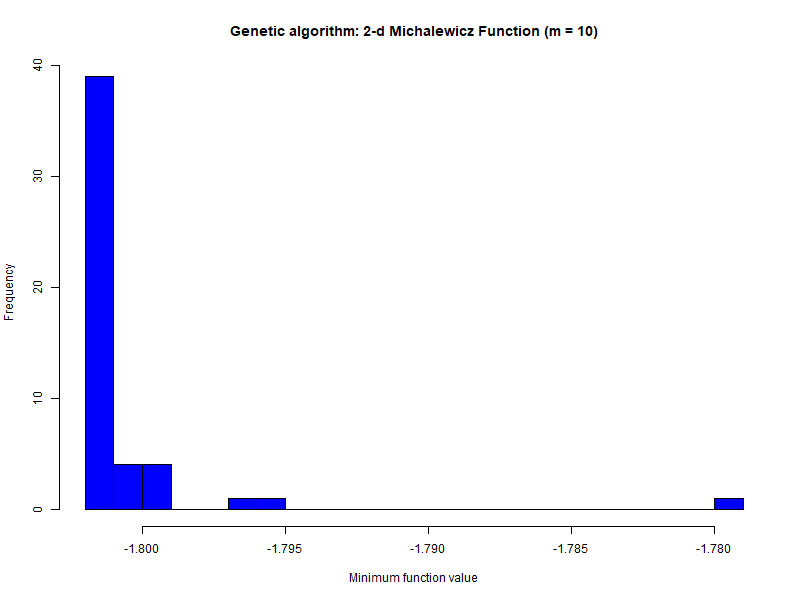 Genetic algorithm: 2-d Michalewicz Function (m = 10)
40
30
20
10
0
Frequency
-1.800 -1.795 -1.790 -1.785 -1.780
Minimum function value